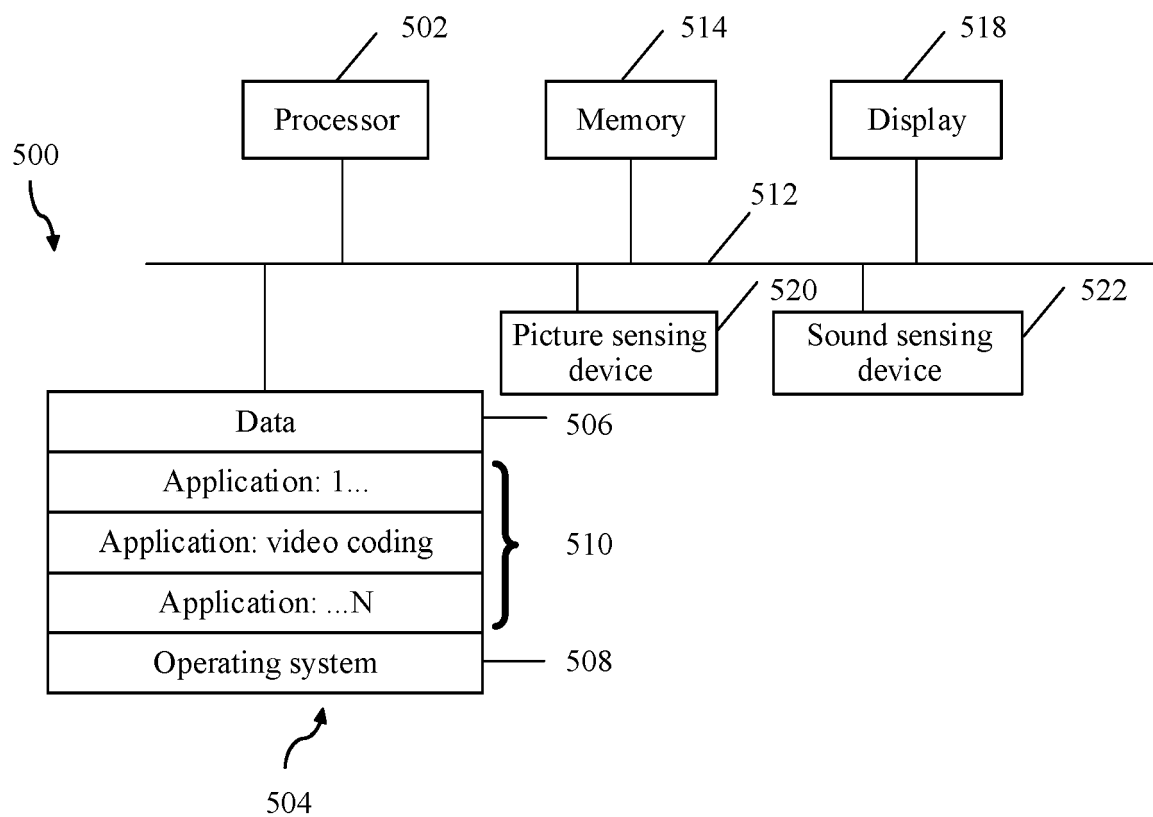 502
514
518
Processor
Memory
Display
500
512
520
522
Picture sensing
device
Sound sensing
device
Data
506
Application: 1...
Application: video coding
510
Application: ...N
Operating system
508
504